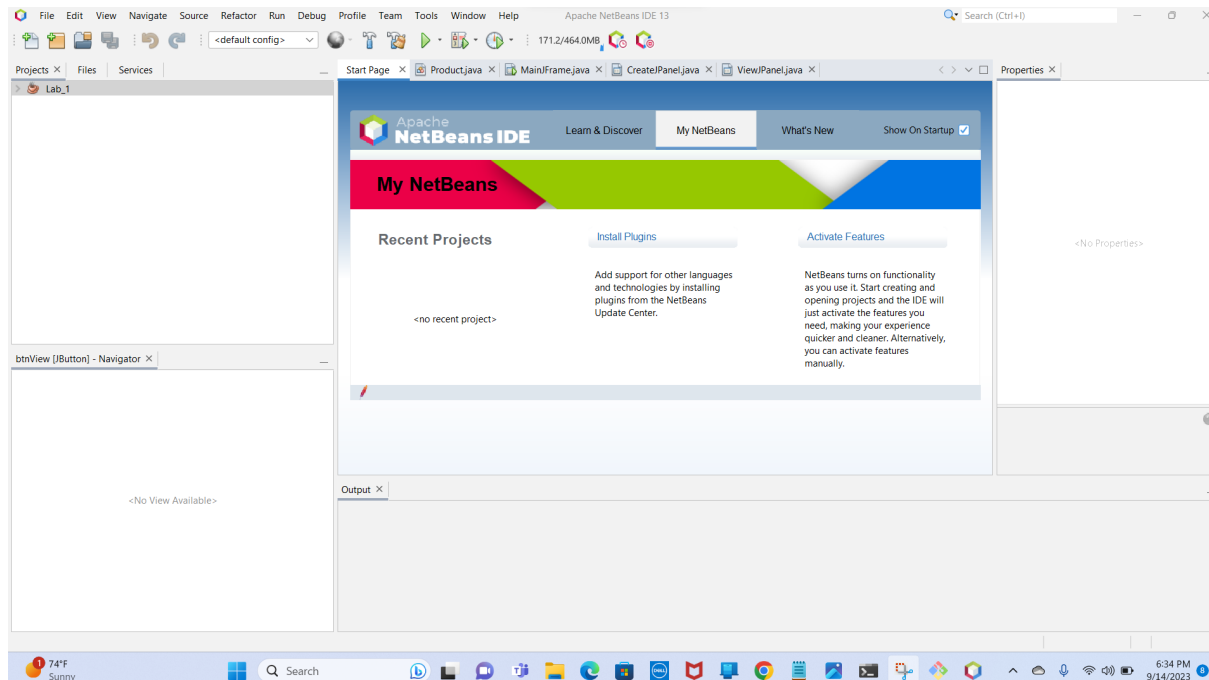 File Edit View Navigate Source Refactor Run Debug Profile Team Tools Window Help Apache NetBeans IDE 13 Search (Ctrl+I)
<default config> 171.2/464.0MB
Projects Files Services Start Page Product.java MainJFrame.java CreateJPanel.java ViewJPanel.java Properties
Lab_1
Apache
NetBeans IDE
Learn & Discover My NetBeans What's New Show On Startup
My NetBeans
Recent Projects
<no recent project>
Install Plugins
Add support for other languages
and technologies by installing
plugins from the NetBeans
Update Center.
Activate Features
NetBeans turns on functionality
as you use it. Start creating and
opening projects and the IDE will
just activate the features you
need, making your experience
quicker and cleaner. Alternatively,
you can activate features
manually.
<No Properties>
btnView [JButton] - Navigator
<No View Available>
Output
1
74°F
Sunny
Search
b
DELL
6:34 PM
9/14/2023
8